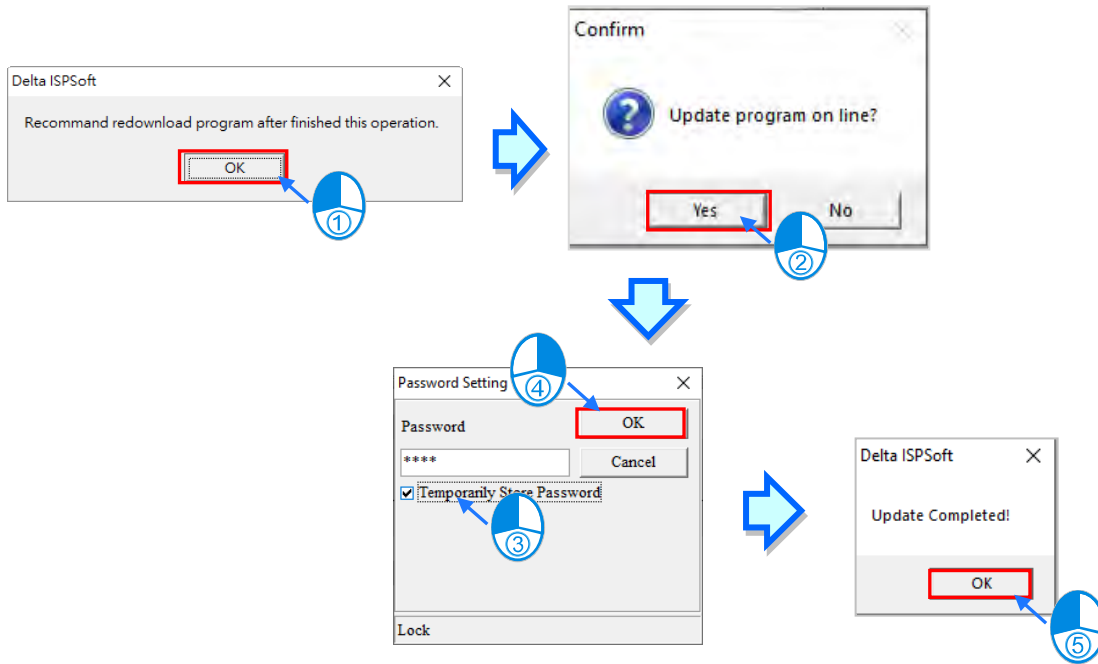 Delta ISPSoft
Recommand redownload program after finished this operation.
OK
①
Confirm
Update program on line?
Yes
No
②
Password Setting
④
Password
OK
****
Cancel
Temporarily Store Password
③
Lock
Delta ISPSoft
Update Completed!
OK
⑤